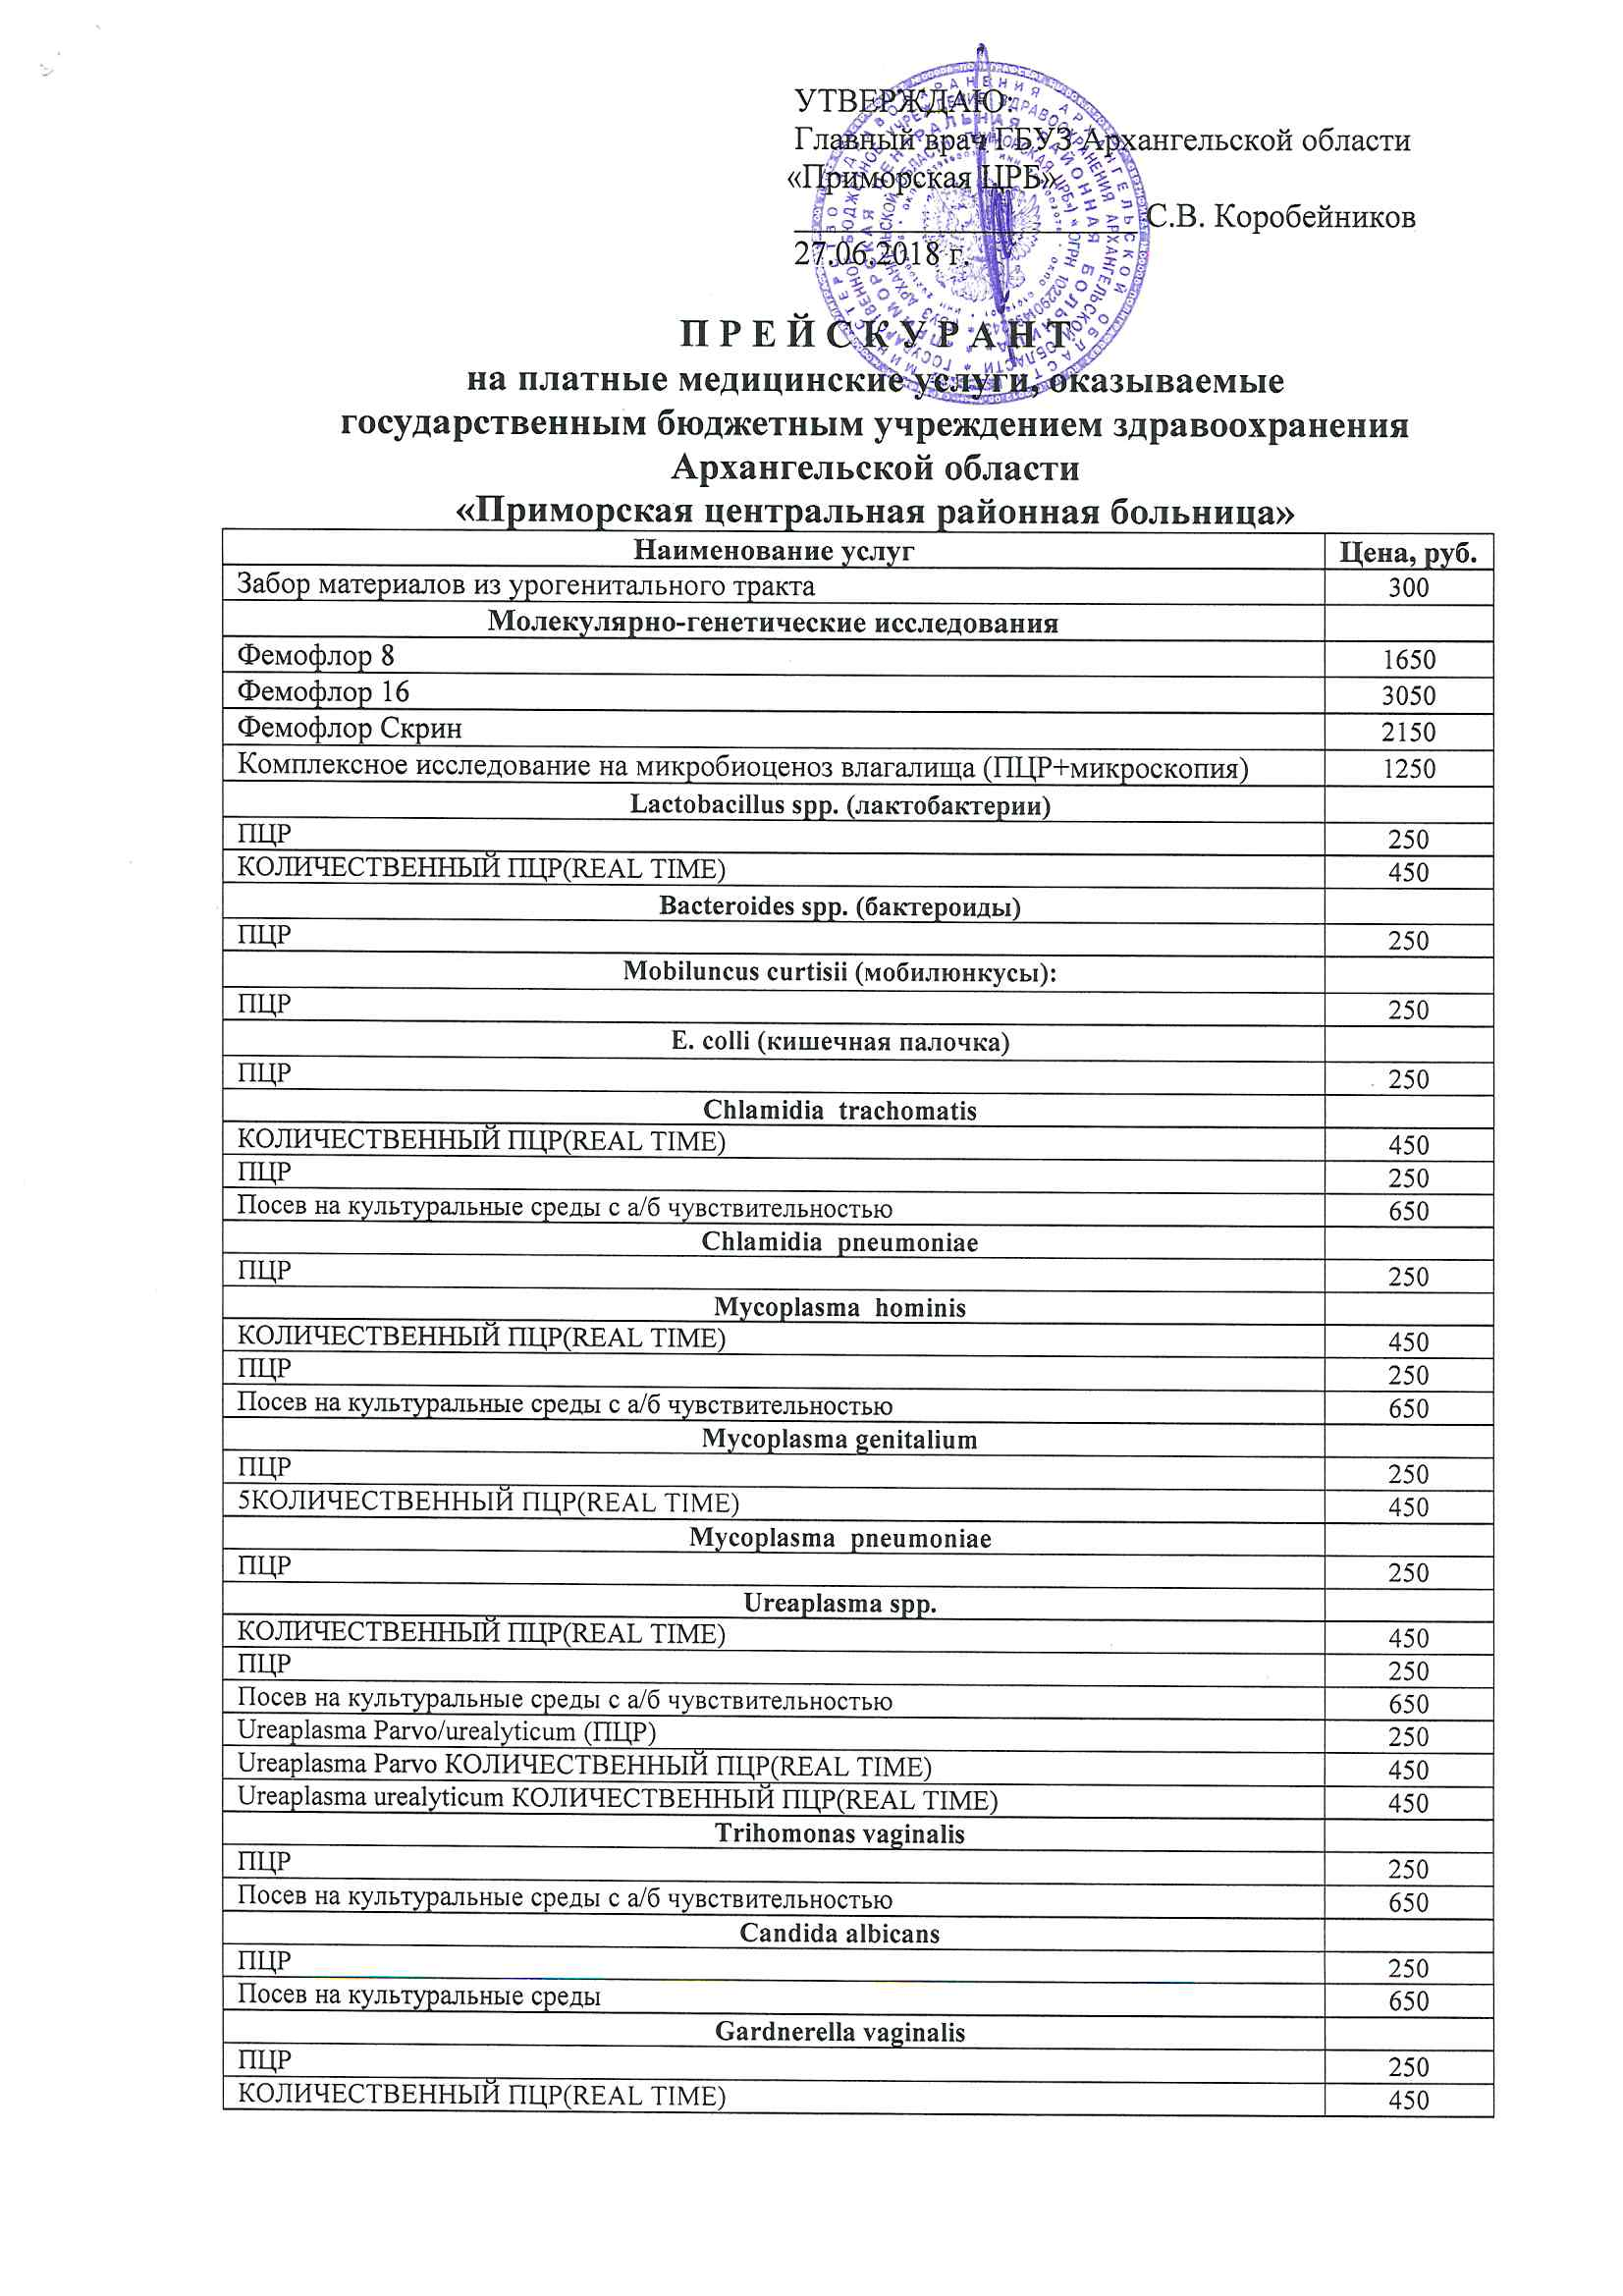 УТВЕРЖДАЮ:
Главный врач ГБУЗ Архангельской области
«Приморская ЦРБ»
С.В. Коробейников
27.06.2018 г.
П Р Е Й С К У Р А Н Т
на платные медицинские услуги, оказываемые
государственным бюджетным учреждением здравоохранения
Архангельской области
«Приморская центральная районная больница»
Наименование услуг Цена, руб.
Забор материалов из урогенитального тракта 300
Молекулярно-генетические исследования
Фемофлор 8 1650
Фемофлор 16 3050
Фемофлор Скрин 2150
Комплексное исследование на микробиоценоз влагалища (ПЦР+микроскопия) 1250
Lactobacillus spp. (лактобактерии)
ПЦР 250
КОЛИЧЕСТВЕННЫЙ ПЦР(REAL TIME) 450
Bacteroides spp. (бактероиды)
ПЦР 250
Mobiluncus curtisii (мобилюнкусы):
ПЦР 250
E. colli (кишечная палочка)
ПЦР 250
Chlamidia trachomatis
КОЛИЧЕСТВЕННЫЙ ПЦР(REAL TIME) 450
ПЦР 250
Посев на культуральные среды с а/б чувствительностью 650
Chlamidia pneumoniae
ПЦР 250
Mycoplasma hominis
КОЛИЧЕСТВЕННЫЙ ПЦР(REAL TIME) 450
ПЦР 250
Посев на культуральные среды с а/б чувствительностью 650
Mycoplasma genitalium
ПЦР 250
5КОЛИЧЕСТВЕННЫЙ ПЦР(REAL TIME) 450
Mycoplasma pneumoniae
ПЦР 250
Ureaplasma spp.
КОЛИЧЕСТВЕННЫЙ ПЦР(REAL TIME) 450
ПЦР 250
Посев на культуральные среды с а/б чувствительностью 650
Ureaplasma Parvo/urealyticum (ПЦР) 250
Ureaplasma Parvo КОЛИЧЕСТВЕННЫЙ ПЦР(REAL TIME) 450
Ureaplasma urealyticum КОЛИЧЕСТВЕННЫЙ ПЦР(REAL TIME) 450
Trihomonas vaginalis
ПЦР 250
Посев на культуральные среды с а/б чувствительностью 650
Candida albicans
ПЦР 250
Посев на культуральные среды 650
Gardnerella vaginalis
ПЦР 250
КОЛИЧЕСТВЕННЫЙ ПЦР(REAL TIME) 450